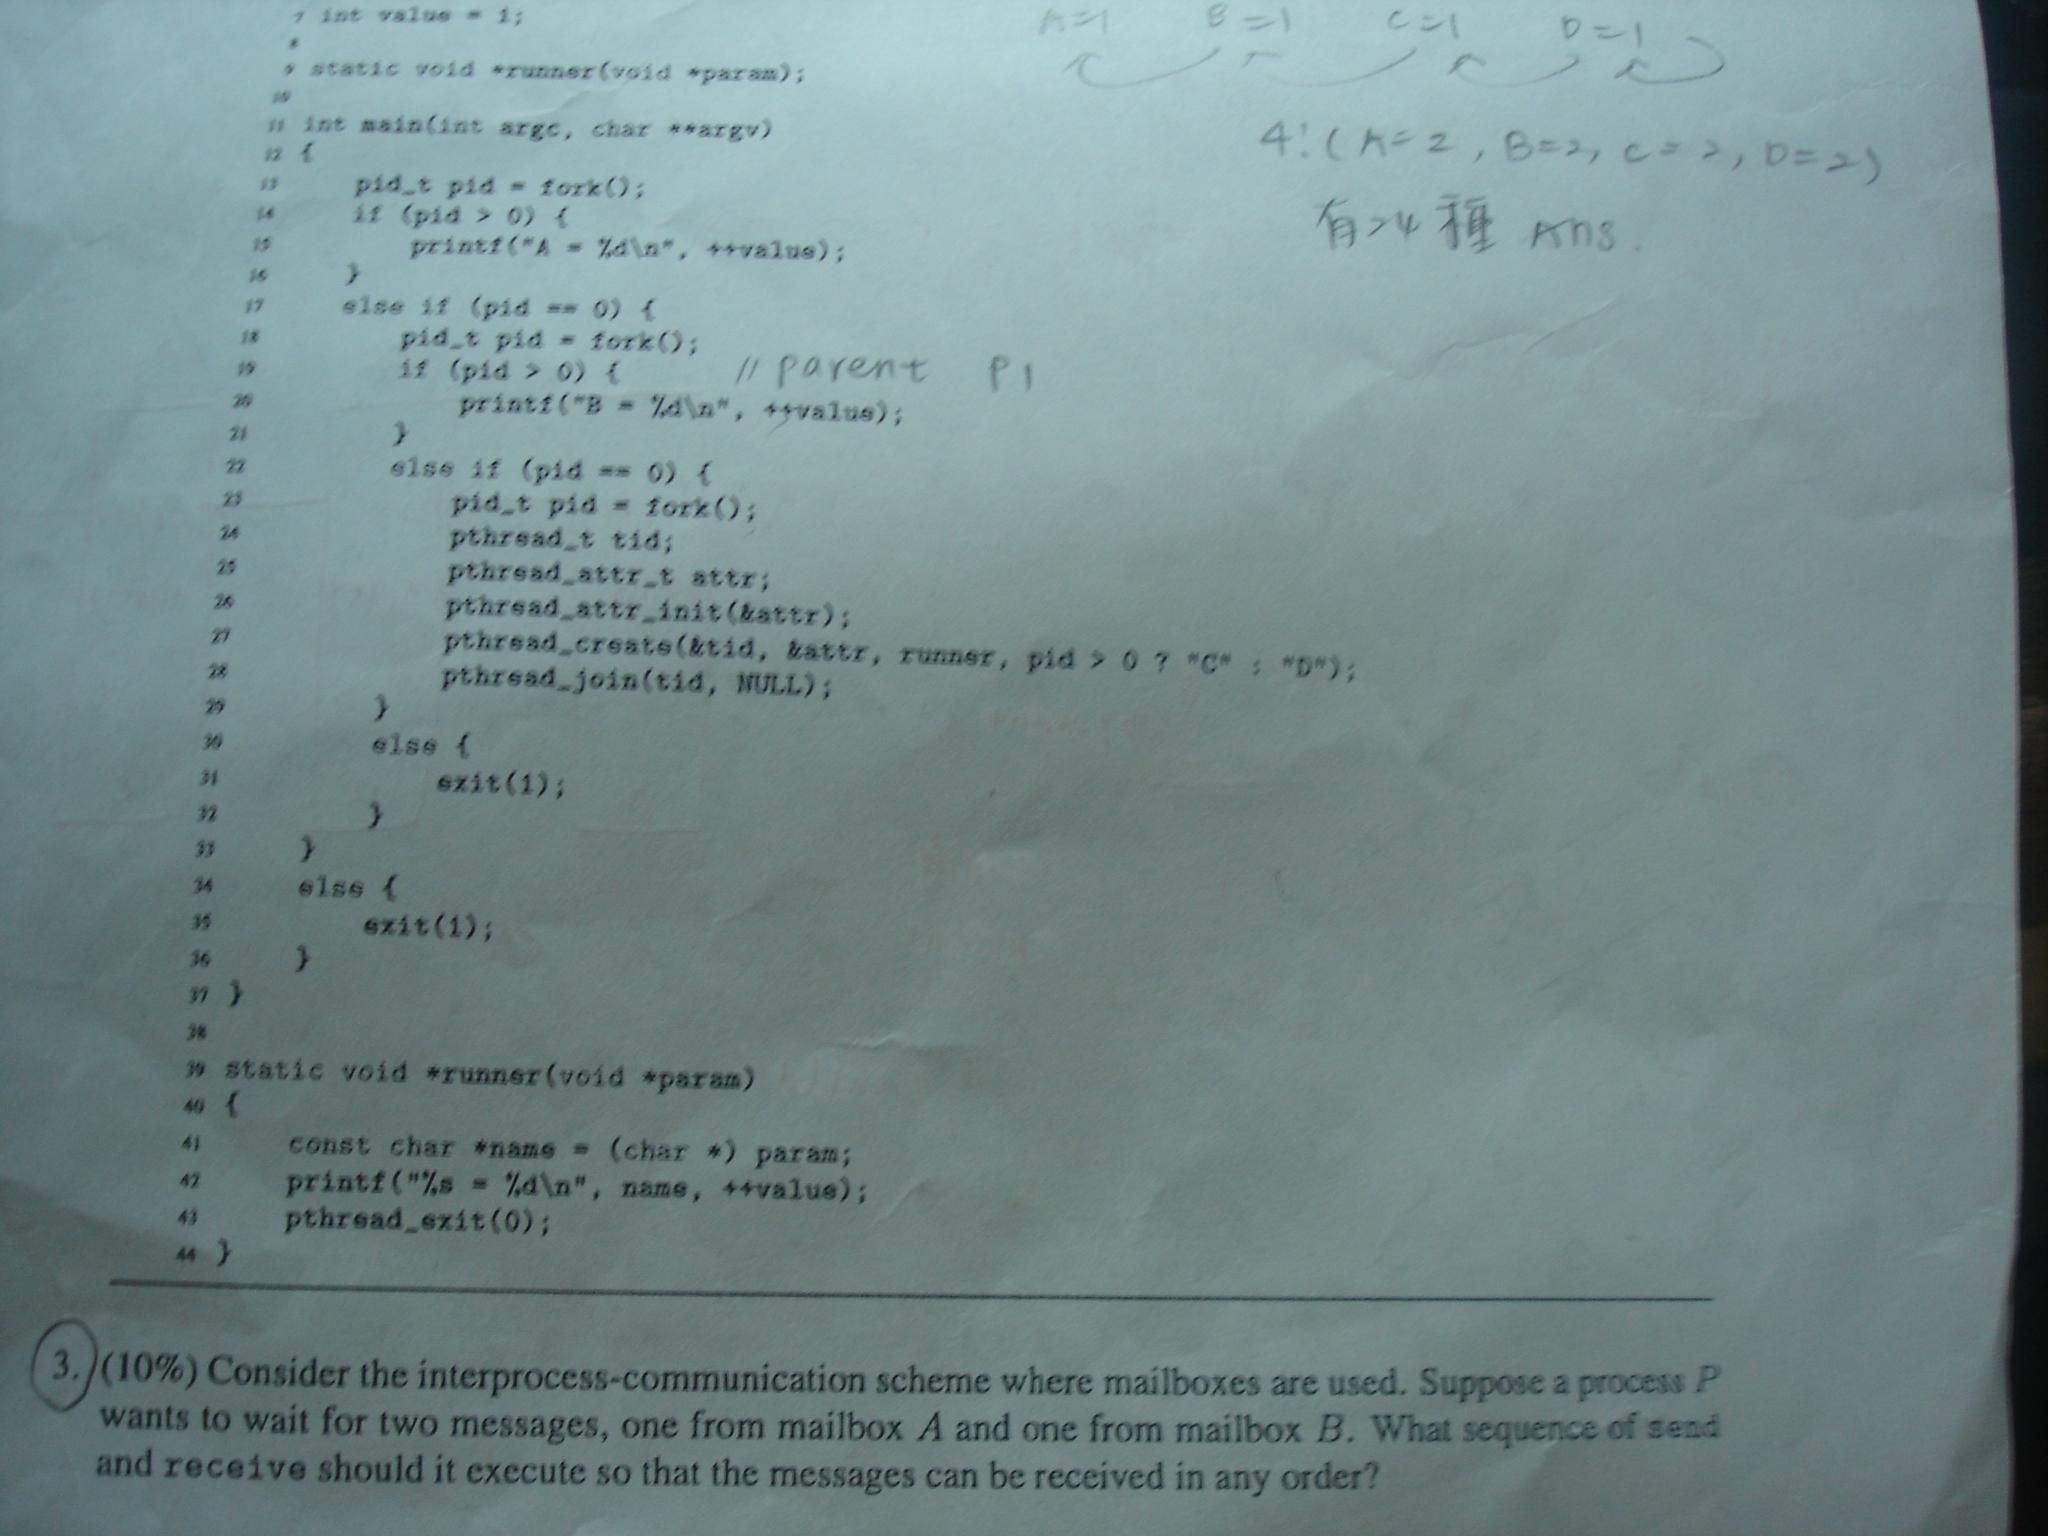 7 int value = 1;
A=1 B=1 C=1 D=1
8
9 static void *runner(void *param);
10
11 int main(int argc, char **argv)
12 {
4!(A=2, B=2, C=2, D=2)
13 pid_t pid = fork();
14 if (pid > 0) {
有24種 Ans.
15 printf("A = %d\n", ++value);
16 }
17 else if (pid == 0) {
18 pid_t pid = fork();
19 if (pid > 0) { // parent P1
20 printf("B = %d\n", ++value);
21 }
22 else if (pid == 0) {
23 pid_t pid = fork();
24 pthread_t tid;
25 pthread_attr_t attr;
26 pthread_attr_init(&attr);
27 pthread_create(&tid, &attr, runner, pid > 0 ? "C" : "D");
28 pthread_join(tid, NULL);
29 }
30 else {
31 exit(1);
32 }
33 }
34 else {
35 exit(1);
36 }
37 }
38
39 static void *runner(void *param)
40 {
41 const char *name = (char *) param;
42 printf("%s = %d\n", name, ++value);
43 pthread_exit(0);
44 }
3. (10%) Consider the interprocess-communication scheme where mailboxes are used. Suppose a process P
wants to wait for two messages, one from mailbox A and one from mailbox B. What sequence of send
and receive should it execute so that the messages can be received in any order?